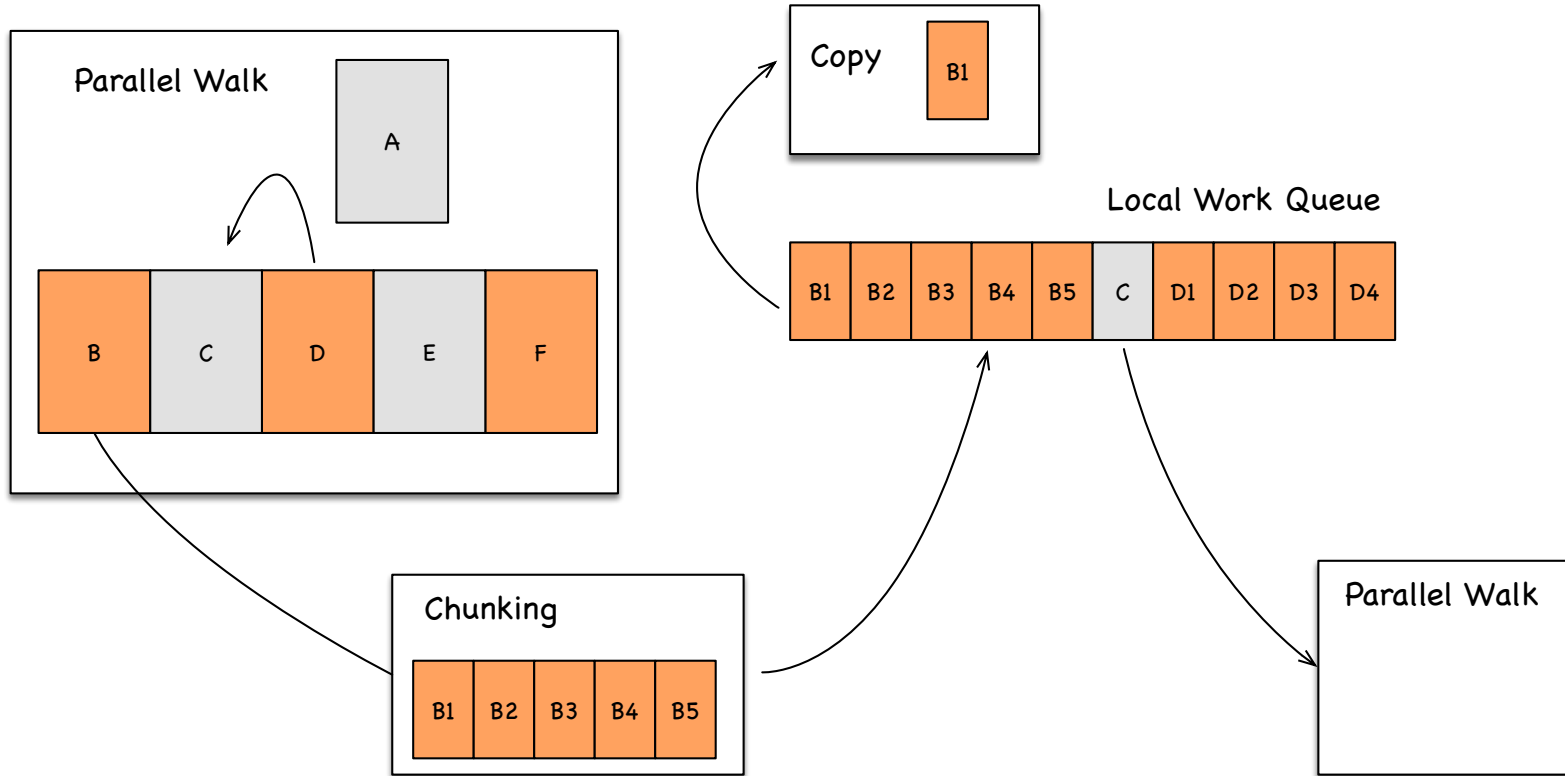 Parallel Walk
A
B C D E F
Copy
B1
Local Work Queue
B1 B2 B3 B4 B5 C D1 D2 D3 D4
Chunking
B1 B2 B3 B4 B5
Parallel Walk